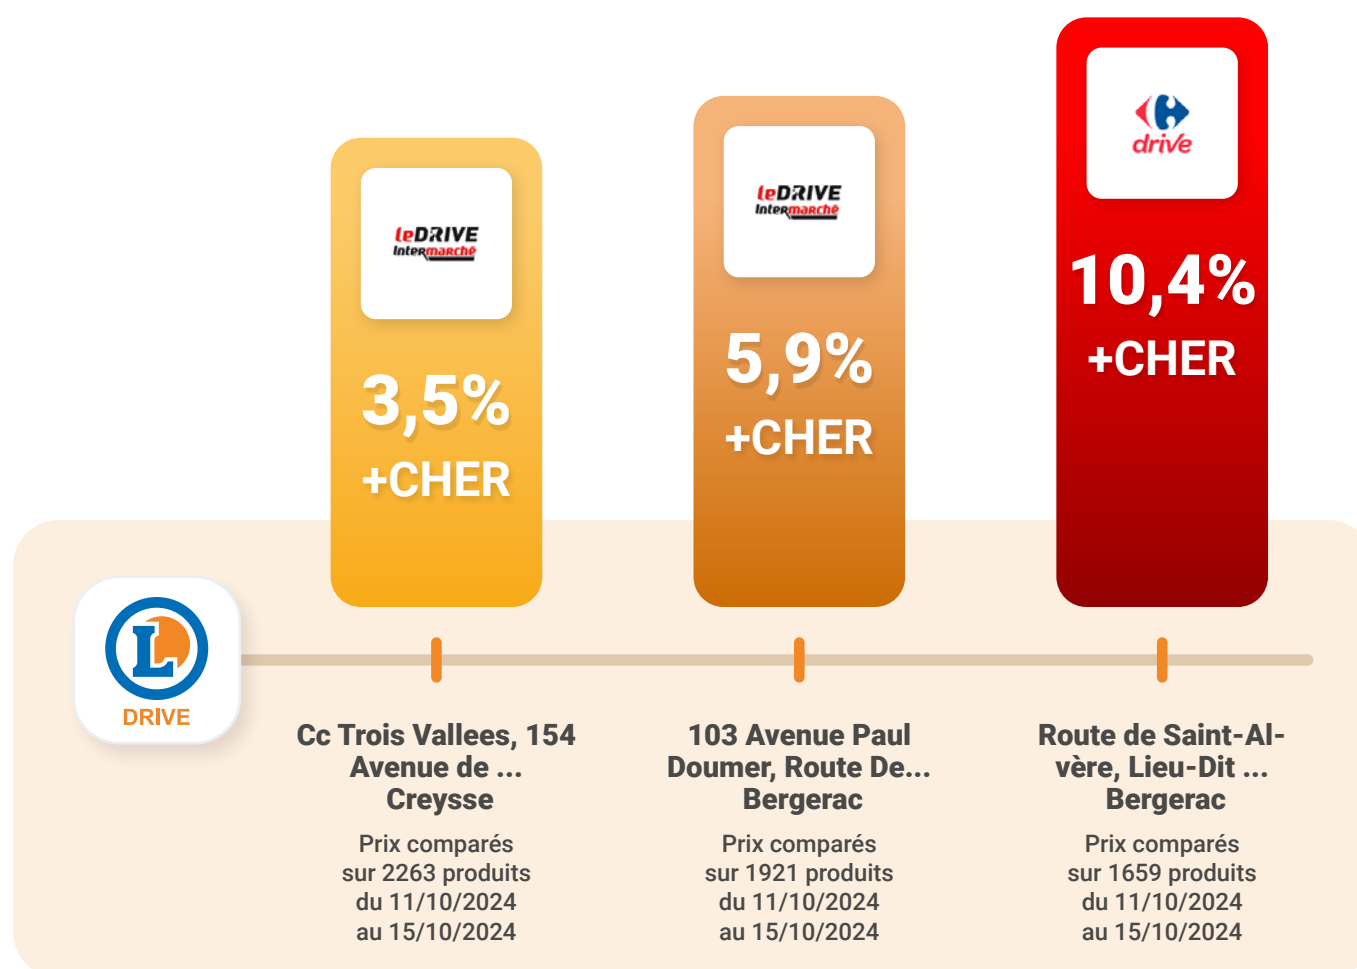 leDRIVE
Intermarché
3,5%
+CHER
leDRIVE
Intermarché
5,9%
+CHER
drive
10,4%
+CHER
L
DRIVE
Cc Trois Vallees, 154
Avenue de ...
Creysse
Prix comparés
sur 2263 produits
du 11/10/2024
au 15/10/2024
103 Avenue Paul
Doumer, Route De...
Bergerac
Prix comparés
sur 1921 produits
du 11/10/2024
au 15/10/2024
Route de Saint-Al-
vère, Lieu-Dit ...
Bergerac
Prix comparés
sur 1659 produits
du 11/10/2024
au 15/10/2024